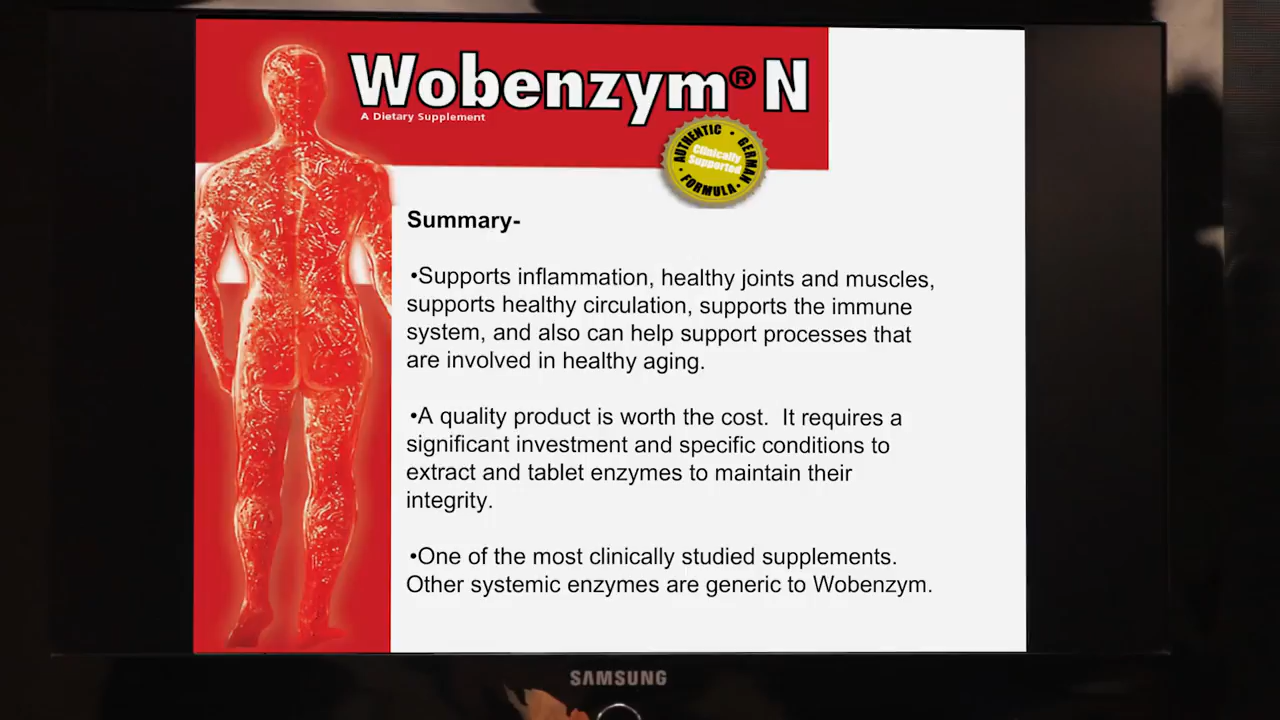 Wobenzym® N
A Dietary Supplement
AUTHENTIC • GERMAN
Clinically
Supported
• FORMULA •
Summary-
•Supports inflammation, healthy joints and muscles,
supports healthy circulation, supports the immune
system, and also can help support processes that
are involved in healthy aging.
•A quality product is worth the cost.  It requires a
significant investment and specific conditions to
extract and tablet enzymes to maintain their
integrity.
•One of the most clinically studied supplements.
Other systemic enzymes are generic to Wobenzym.
SAMSUNG